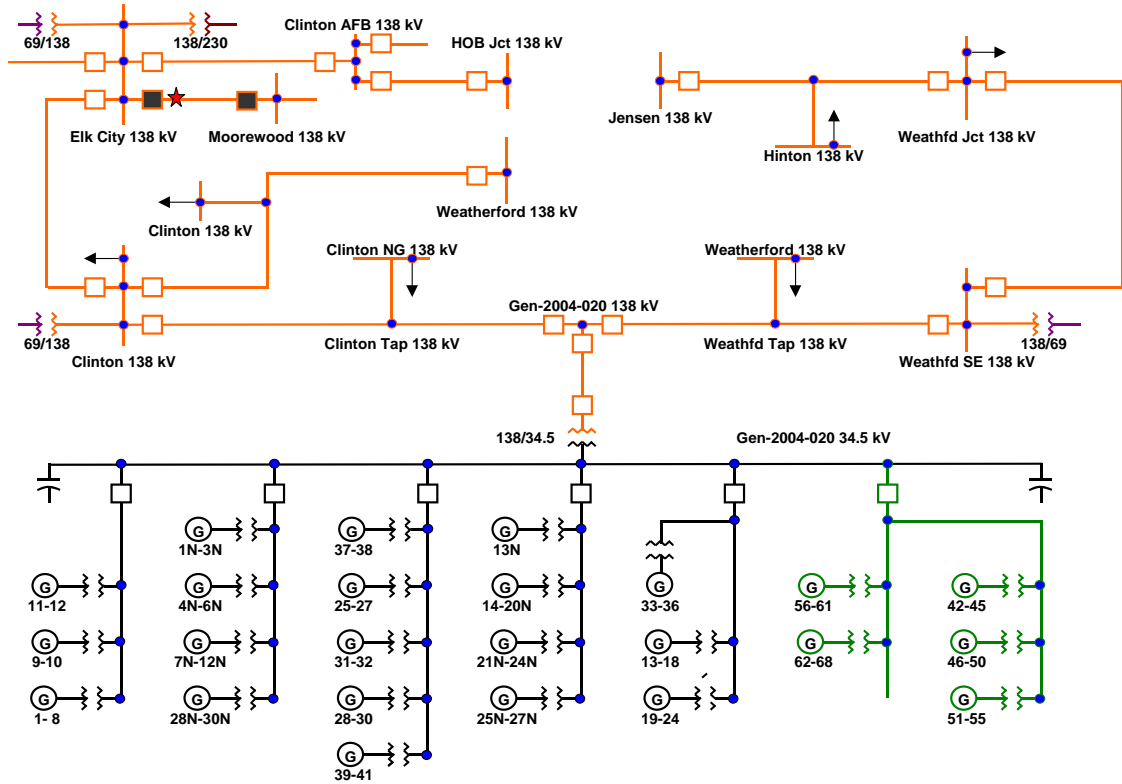 Clinton AFB 138 kV
HOB Jct 138 kV
69/138
138/230
Elk City 138 kV
Moorewood 138 kV
Jensen 138 kV
Hinton 138 kV
Weathfd Jct 138 kV
Clinton 138 kV
Weatherford 138 kV
Clinton NG 138 kV
Weatherford 138 kV
Gen-2004-020 138 kV
69/138
Clinton 138 kV
Clinton Tap 138 kV
Weathfd Tap 138 kV
Weathfd SE 138 kV
138/69
138/34.5
Gen-2004-020 34.5 kV
G
11-12
G
9-10
G
1- 8
G
1N-3N
G
4N-6N
G
7N-12N
G
28N-30N
G
37-38
G
25-27
G
31-32
G
28-30
G
39-41
G
13N
G
14-20N
G
21N-24N
G
25N-27N
G
33-36
G
13-18
G
19-24
G
56-61
G
62-68
G
42-45
G
46-50
G
51-55